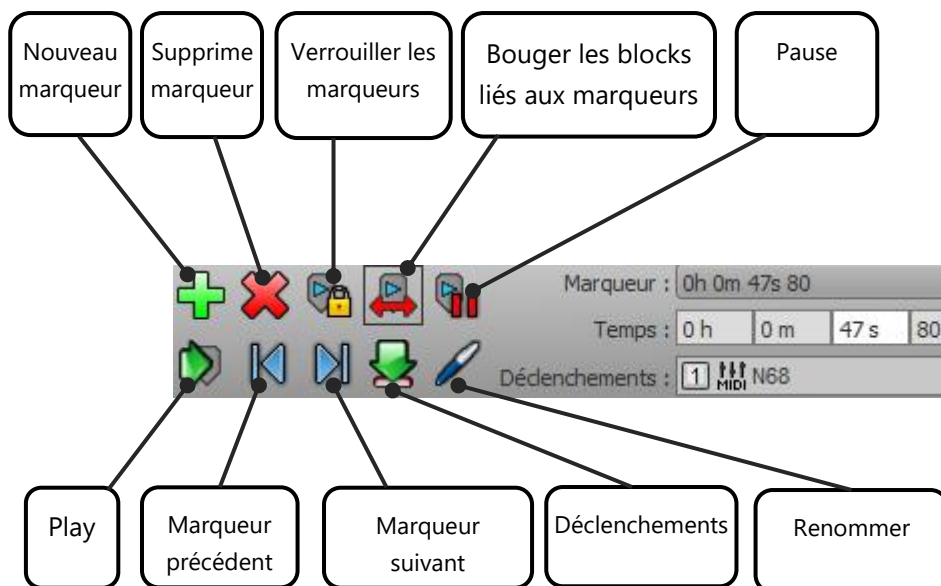 Nouveau
marqueur
Supprime
marqueur
Verrouiller les
marqueurs
Bouger les blocks
liés aux marqueurs
Pause
Marqueur : 0h 0m 47s 80
Temps : 0 h 0 m 47 s 80
Déclenchements : 1 MIDI N68
Play
Marqueur
précédent
Marqueur
suivant
Déclenchements
Renommer